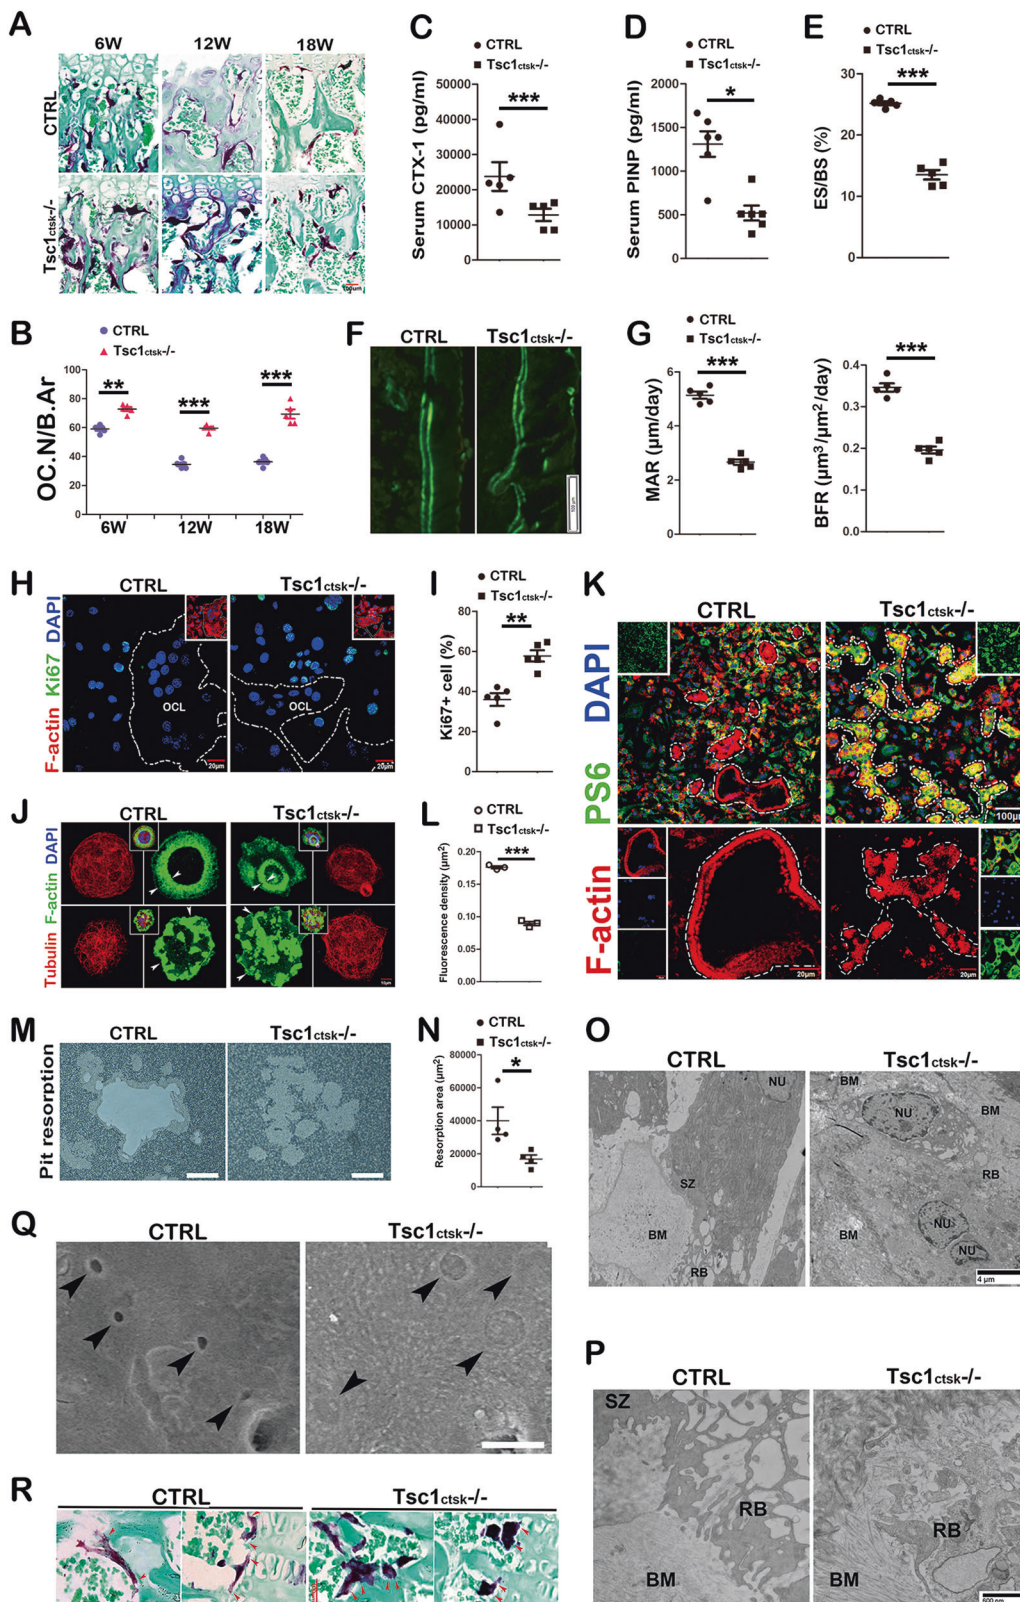 A
6W 12W 18W
CTRL
Tsc1ctsk-/-
100μm
B
CTRL
Tsc1ctsk-/-
OC.N/B.Ar
100
80
60
40
20
0
** *** ***
6W 12W 18W
C
CTRL
Tsc1ctsk-/-
Serum CTX-1 (pg/ml)
50000
40000
30000
20000
10000
0
***
D
CTRL
Tsc1ctsk-/-
Serum PINP (pg/ml)
2000
1500
1000
500
0
*
E
CTRL
Tsc1ctsk-/-
ES/BS (%)
30
20
10
0
***
F
CTRL Tsc1ctsk-/-
100 μm
G
CTRL
Tsc1ctsk-/-
MAR (μm/day)
6
4
2
0
***
BFR (μm³/μm²/day)
0.4
0.3
0.2
0.1
0.0
***
H
CTRL Tsc1ctsk-/-
F-actin Ki67 DAPI
OCL OCL
20μm 20μm
I
CTRL
Tsc1ctsk-/-
Ki67+ cell (%)
80
60
40
20
0
**
J
CTRL Tsc1ctsk-/-
Tubulin F-actin DAPI
K
CTRL Tsc1ctsk-/-
F-actin PS6 DAPI
100μm
20μm 20μm
L
CTRL
Tsc1ctsk-/-
Fluorescence density (μm²)
0.20
0.15
0.10
0.05
0.00
***
M
CTRL Tsc1ctsk-/-
Pit resorption
N
CTRL
Tsc1ctsk-/-
Resorption area (μm²)
80000
60000
40000
20000
0
*
O
CTRL Tsc1ctsk-/-
NU
SZ
BM
RB
BM
NU
BM
RB
BM
NU
NU
4 μm
P
CTRL Tsc1ctsk-/-
SZ
RB
BM
RB
BM
600 nm
Q
CTRL Tsc1ctsk-/-
R
CTRL Tsc1ctsk-/-